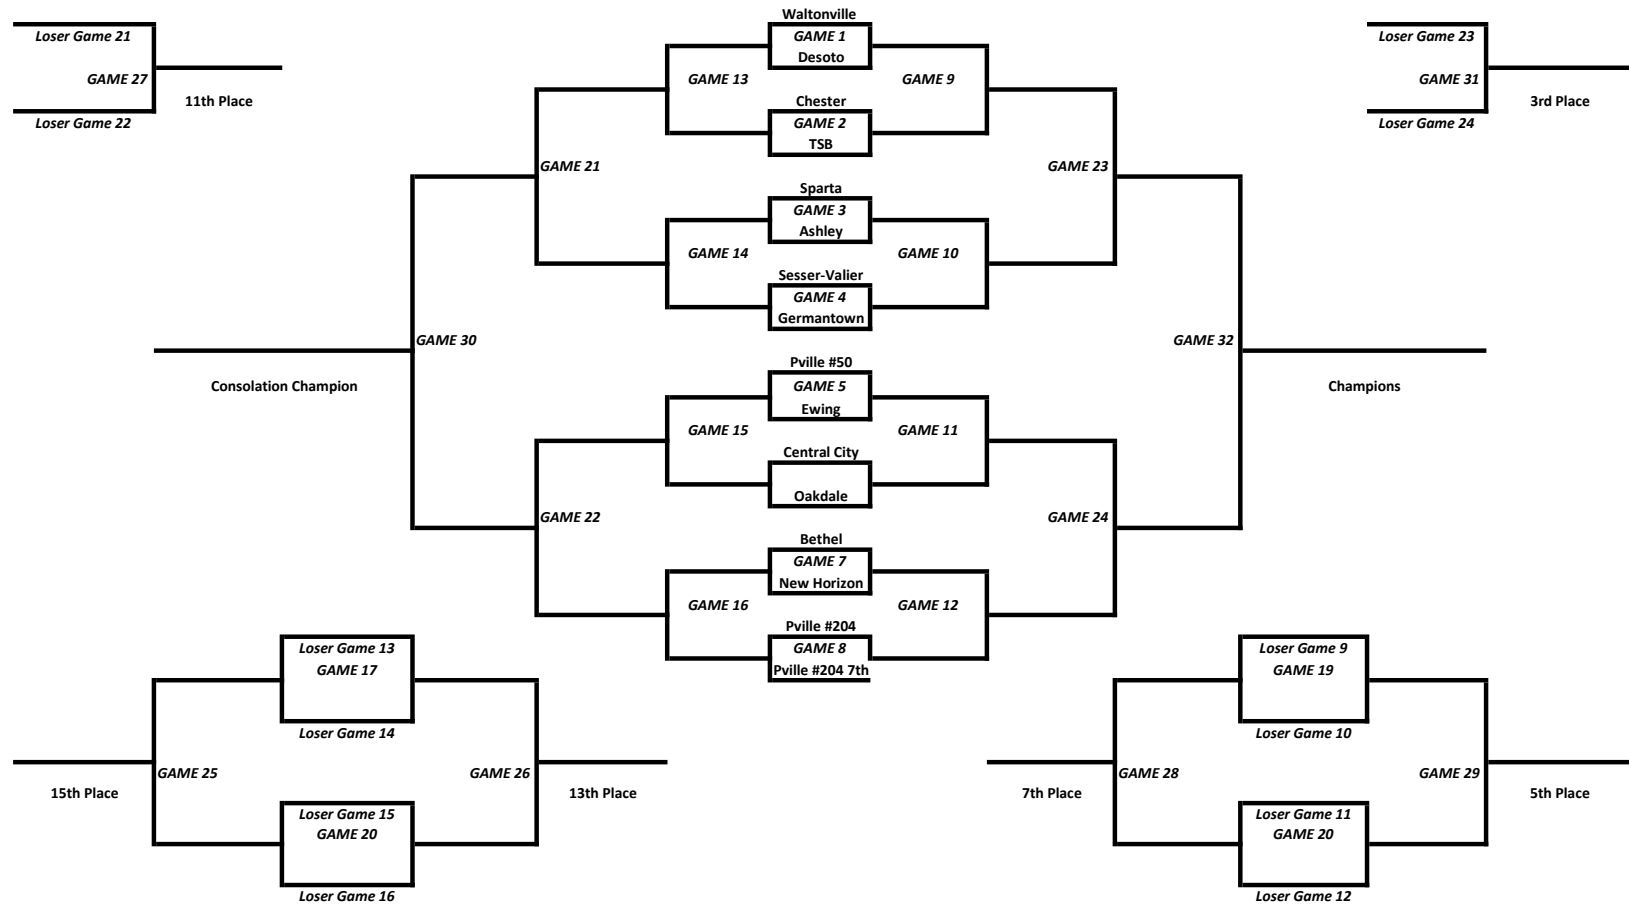 Waltonville
Loser Game 21
GAME 1
Loser Game 23
Desoto
GAME 27
GAME 13
GAME 9
GAME 31
11th Place
Chester
3rd Place
Loser Game 22
GAME 2
Loser Game 24
TSB
GAME 21
GAME 23
Sparta
GAME 3
Ashley
GAME 14
GAME 10
Sesser-Valier
GAME 4
Germantown
GAME 30
GAME 32
Pville #50
Consolation Champion
GAME 5
Champions
Ewing
GAME 15
GAME 11
Central City
Oakdale
GAME 22
GAME 24
Bethel
GAME 7
New Horizon
GAME 16
GAME 12
Pville #204
Loser Game 13
GAME 8
Loser Game 9
GAME 17
Pville #204 7th
GAME 19
Loser Game 14
Loser Game 10
GAME 25
GAME 26
GAME 28
GAME 29
15th Place
13th Place
7th Place
5th Place
Loser Game 15
Loser Game 11
GAME 20
GAME 20
Loser Game 16
Loser Game 12